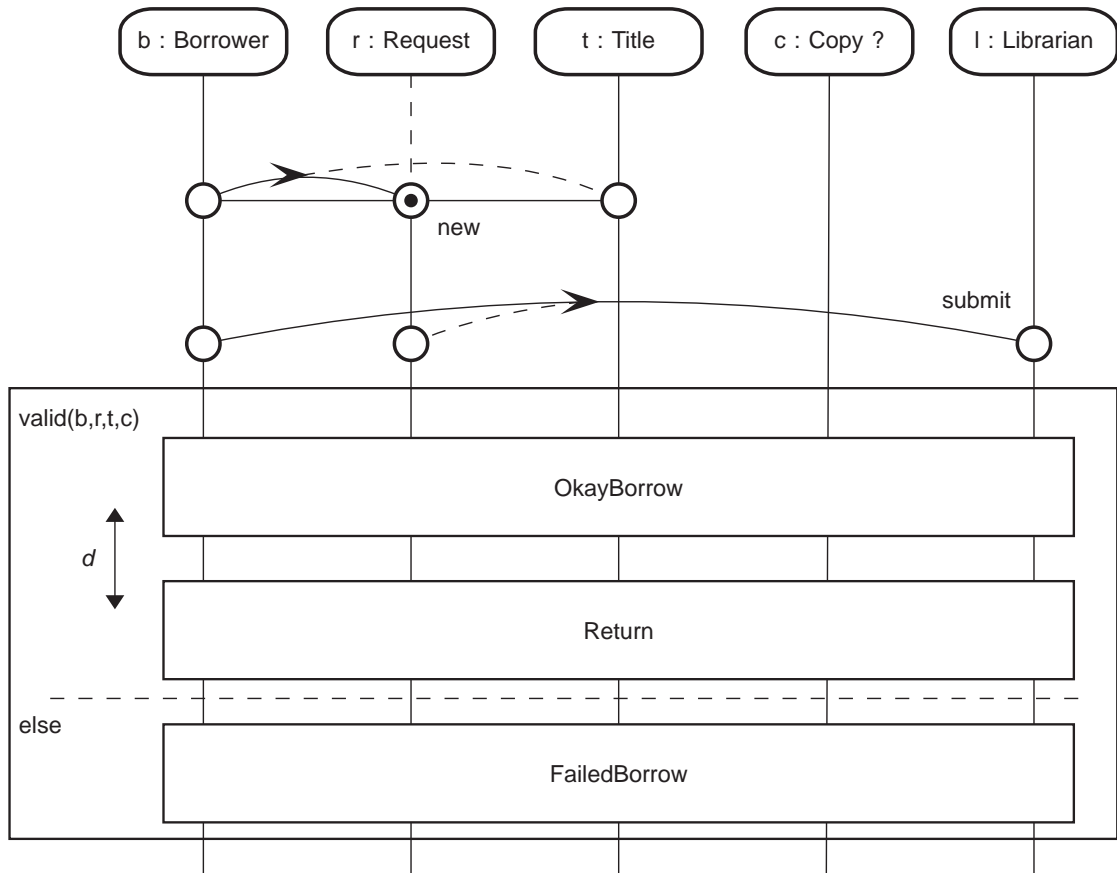 b : Borrower
r : Request
t : Title
c : Copy ?
l : Librarian
new
submit
valid(b,r,t,c)
OkayBorrow
d
Return
else
FailedBorrow